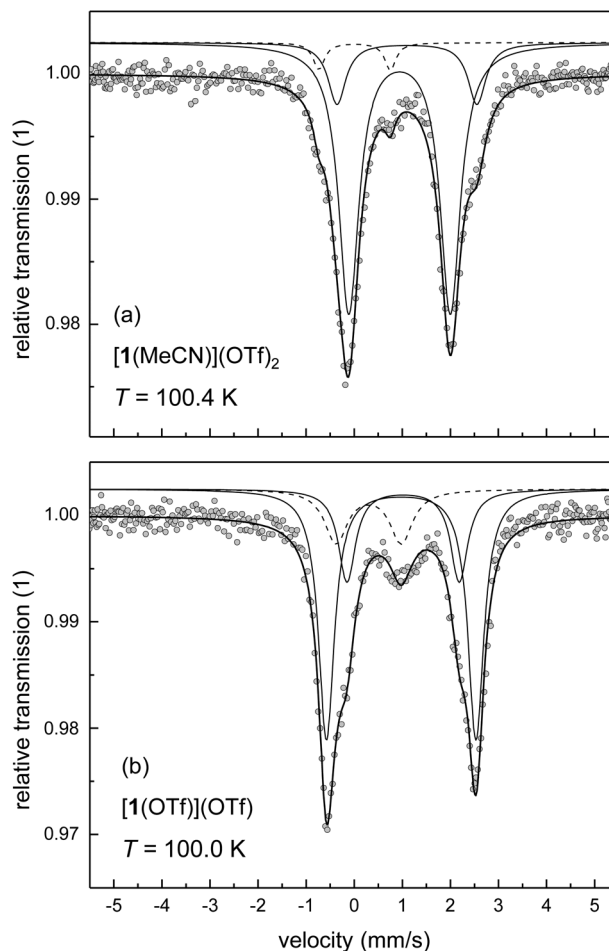 1.00
0.99
0.98
relative transmission (1)
(a)
[1(MeCN)](OTf)₂
T = 100.4 K
1.00
0.99
0.98
0.97
relative transmission (1)
(b)
[1(OTf)](OTf)
T = 100.0 K
-5 -4 -3 -2 -1 0 1 2 3 4 5
velocity (mm/s)